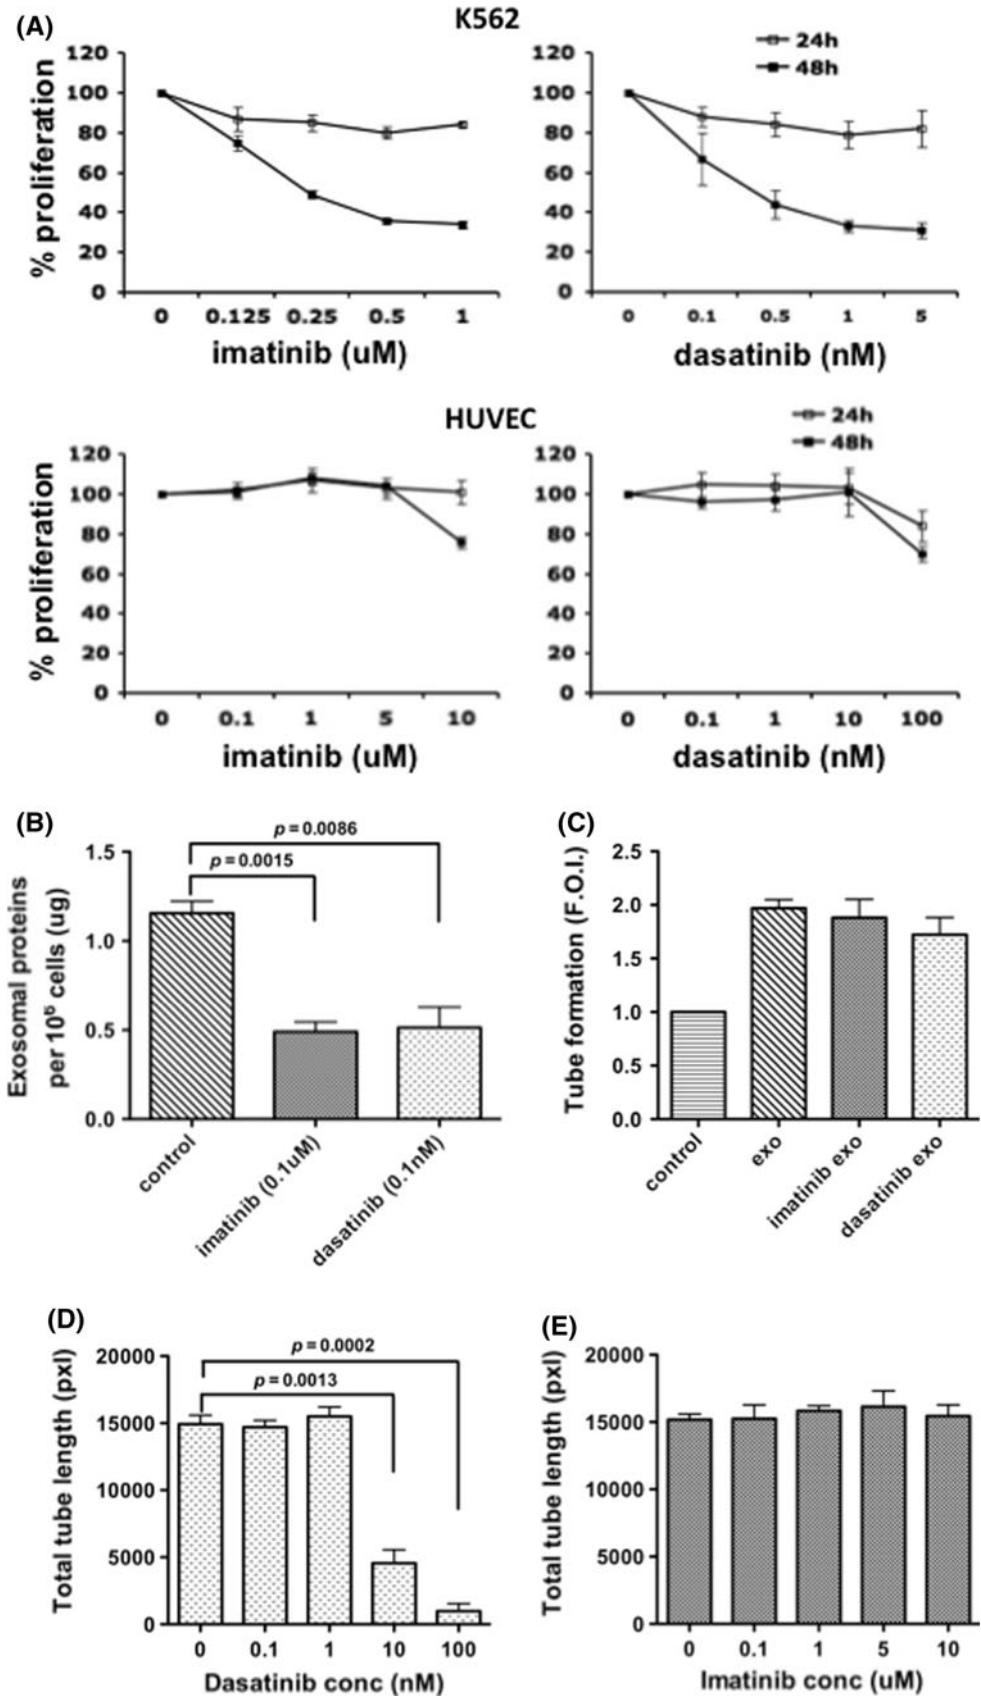 (A)
K562
24h
48h
% proliferation
120
100
80
60
40
20
0
0 0.125 0.25 0.5 1
imatinib (uM)
120
100
80
60
40
20
0
0 0.1 0.5 1 5
dasatinib (nM)
HUVEC
24h
48h
% proliferation
120
100
80
60
40
20
0
0 0.1 1 5 10
imatinib (uM)
120
100
80
60
40
20
0
0 0.1 1 10 100
dasatinib (nM)
(B)
p = 0.0086
p = 0.0015
Exosomal proteins
per 10⁶ cells (ug)
1.5
1.0
0.5
0.0
control
imatinib (0.1uM)
dasatinib (0.1nM)
(C)
Tube formation (F.O.I.)
2.5
2.0
1.5
1.0
0.5
0.0
control
exo
imatinib exo
dasatinib exo
(D)
p = 0.0002
p = 0.0013
Total tube length (pxl)
20000
15000
10000
5000
0
0 0.1 1 10 100
Dasatinib conc (nM)
(E)
Total tube length (pxl)
20000
15000
10000
5000
0
0 0.1 1 5 10
Imatinib conc (uM)